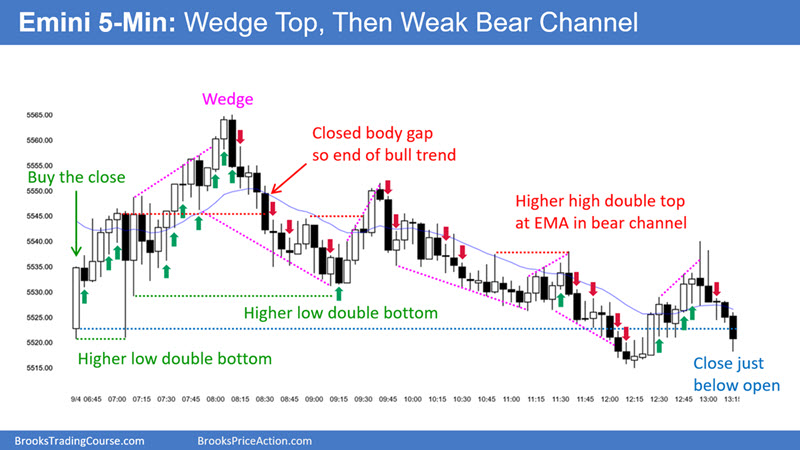 Emini 5-Min: Wedge Top, Then Weak Bear Channel
Wedge
Closed body gap
so end of bull trend
Buy the close
Higher high double top
at EMA in bear channel
Higher low double bottom
Higher low double bottom
Close just
below open
5565.00
5560.00
5555.00
5550.00
5545.00
5540.00
5535.00
5530.00
5525.00
5520.00
5515.00
9/4 06:45 07:00 07:15 07:30 07:45 08:00 08:15 08:30 08:45 09:00 09:15 09:30 09:45 10:00 10:15 10:30 10:45 11:00 11:15 11:30 11:45 12:00 12:15 12:30 12:45 13:00 13:1
BrooksTradingCourse.com
BrooksPriceAction.com